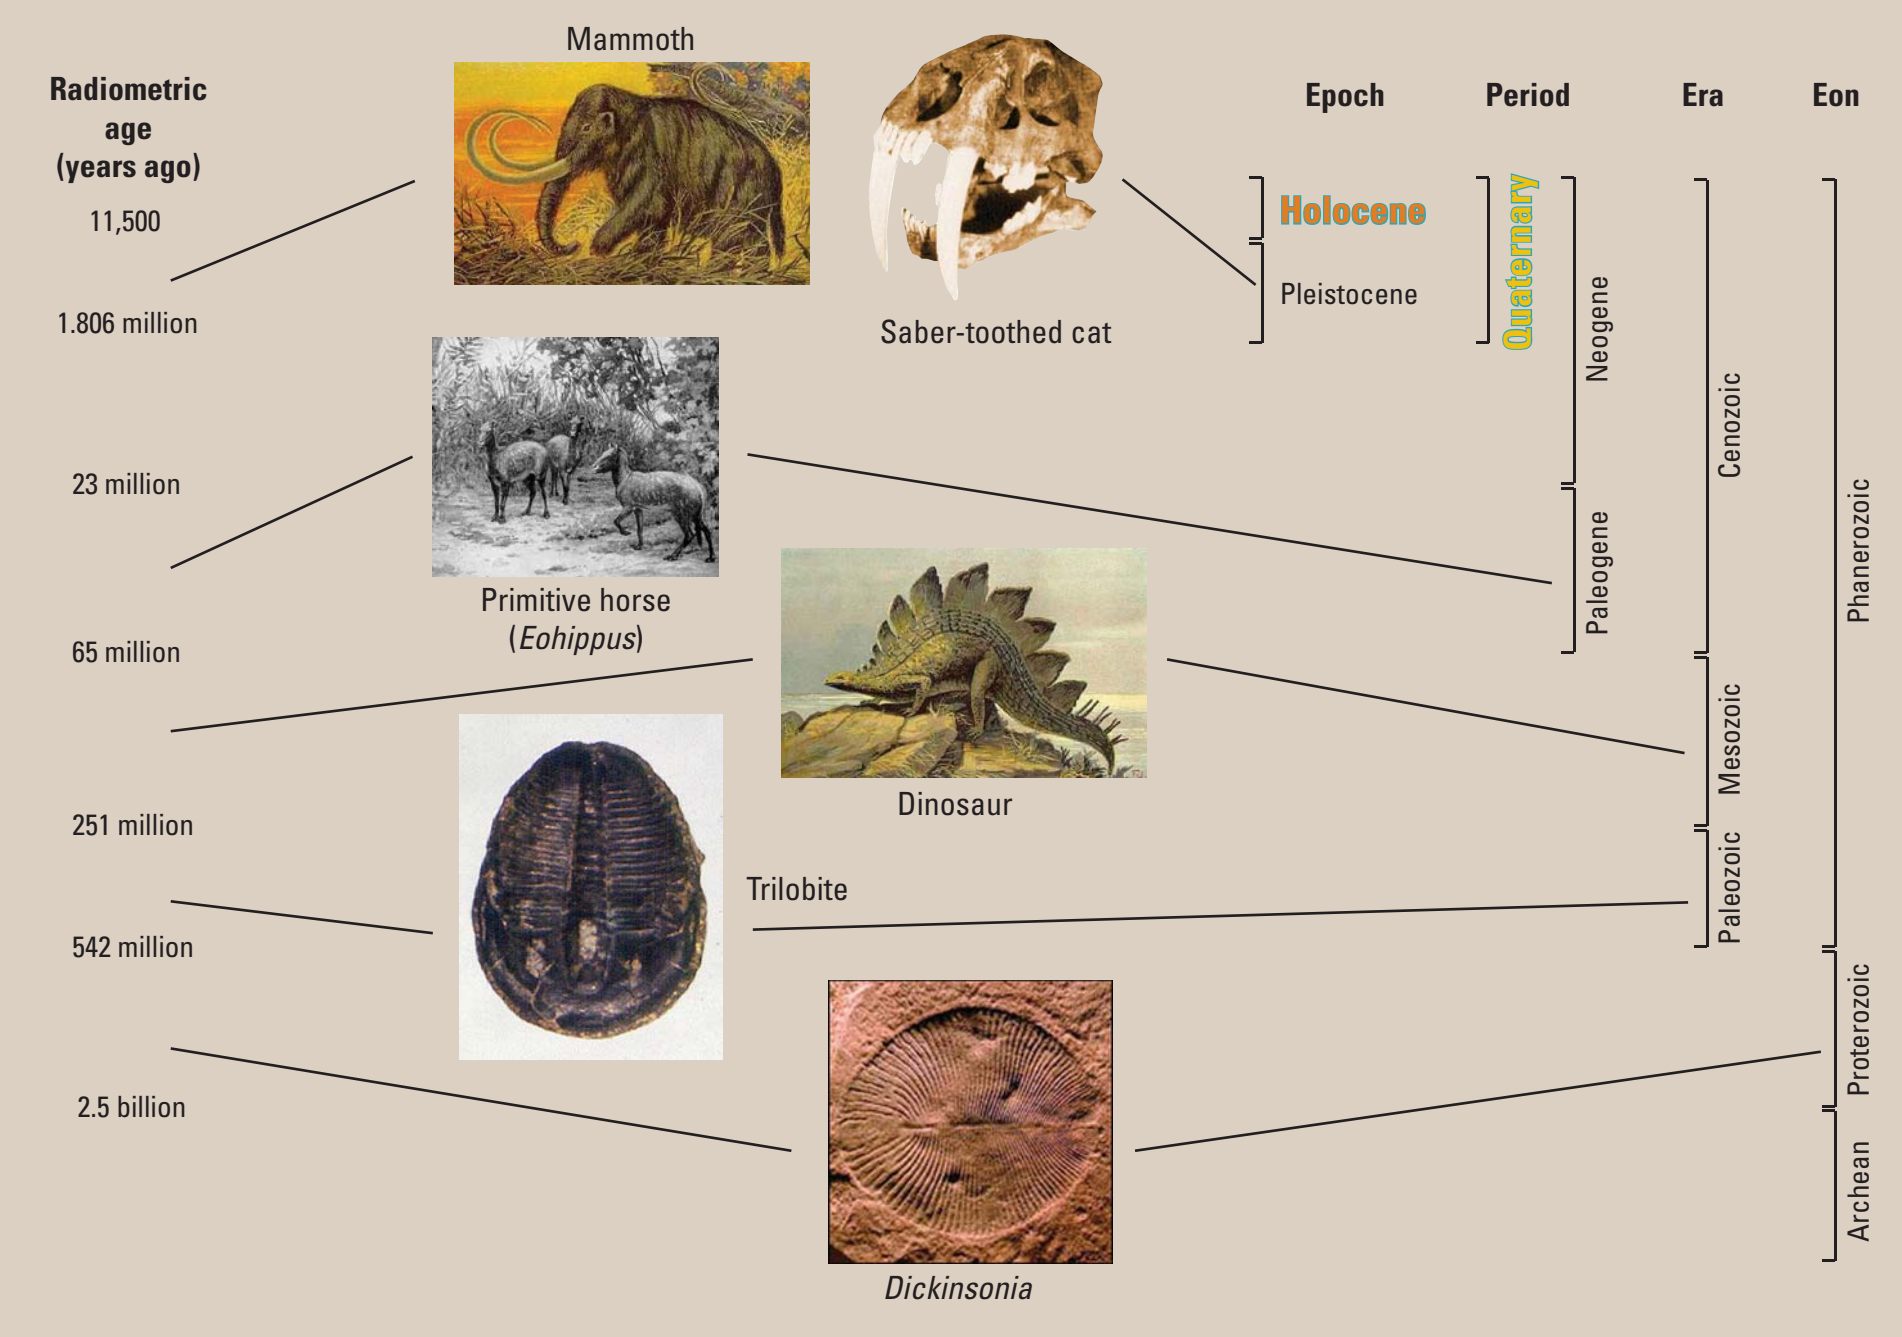 Mammoth
Radiometric
age
(years ago)
Epoch
Period
Era
Eon
11,500
Holocene
Quaternary
Pleistocene
1.806 million
Saber-toothed cat
Neogene
Cenozoic
23 million
Phanerozoic
Primitive horse
(Eohippus)
Paleogene
65 million
Mesozoic
Dinosaur
251 million
Trilobite
Paleozoic
542 million
Proterozoic
2.5 billion
Archean
Dickinsonia